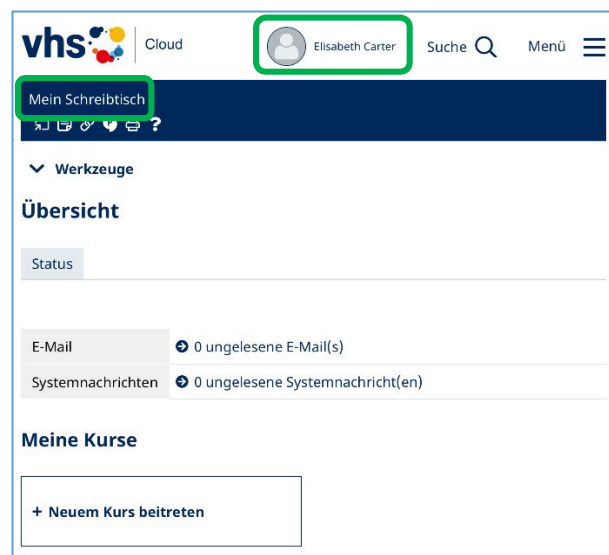 vhs Cloud Elisabeth Carter Suche Menü
Mein Schreibtisch
?
Werkzeuge
Übersicht
Status
E-Mail 0 ungelesene E-Mail(s)
Systemnachrichten 0 ungelesene Systemnachricht(en)
Meine Kurse
+ Neuem Kurs beitreten